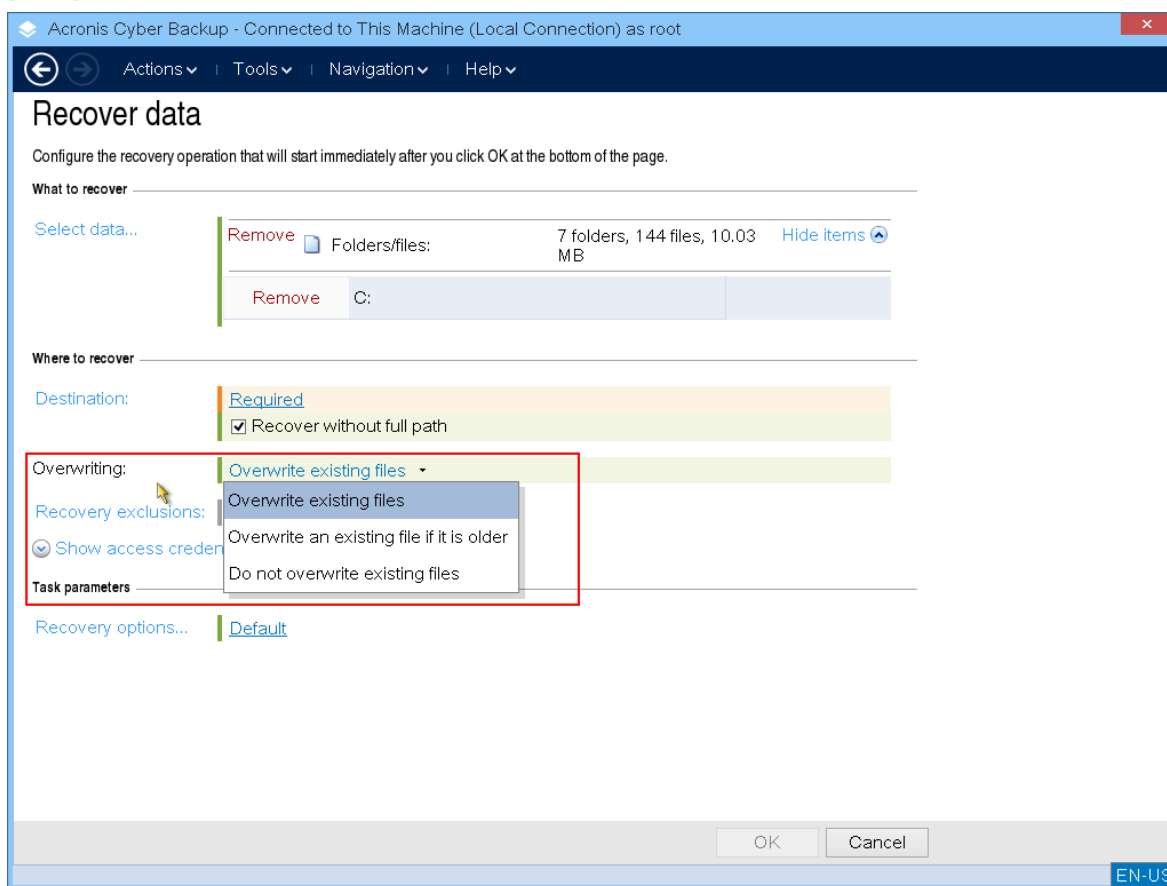 Acronis Cyber Backup - Connected to This Machine (Local Connection) as root
Actions Tools Navigation Help
Recover data
Configure the recovery operation that will start immediately after you click OK at the bottom of the page.
What to recover
Select data...
Remove Folders/files: 7 folders, 144 files, 10.03 MB Hide items
Remove C:
Where to recover
Destination: Required
Recover without full path
Overwriting: Overwrite existing files
Overwrite existing files
Recovery exclusions:
Overwrite an existing file if it is older
Show access creden
Do not overwrite existing files
Task parameters
Recovery options... Default
OK Cancel
EN-US